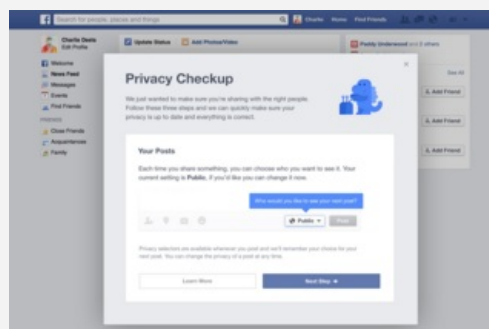 f Search for people, places and things Charlie Home Find Friends
Charlie Davis
Edit Profile
Welcome
News Feed
Messages
Events
Find Friends
FRIENDS
Close Friends
Acquaintances
Family
Update Status Add Photos/Video
Paddy Underwood and 2 others
See All
Add Friend
Add Friend
Add Friend
Privacy Checkup
We just wanted to make sure you're sharing with the right people.
Follow these three steps and we can quickly make sure your
privacy is up to date and everything is correct.
Your Posts
Each time you share something, you can choose who you want to see it. Your
current setting is Public, if you'd like you can change it now.
Who would you like to see your next post?
Public Post
Privacy selectors are available wherever you post and we'll remember your choice for your
next post. You can change the privacy of a post at any time.
Learn More Next Step